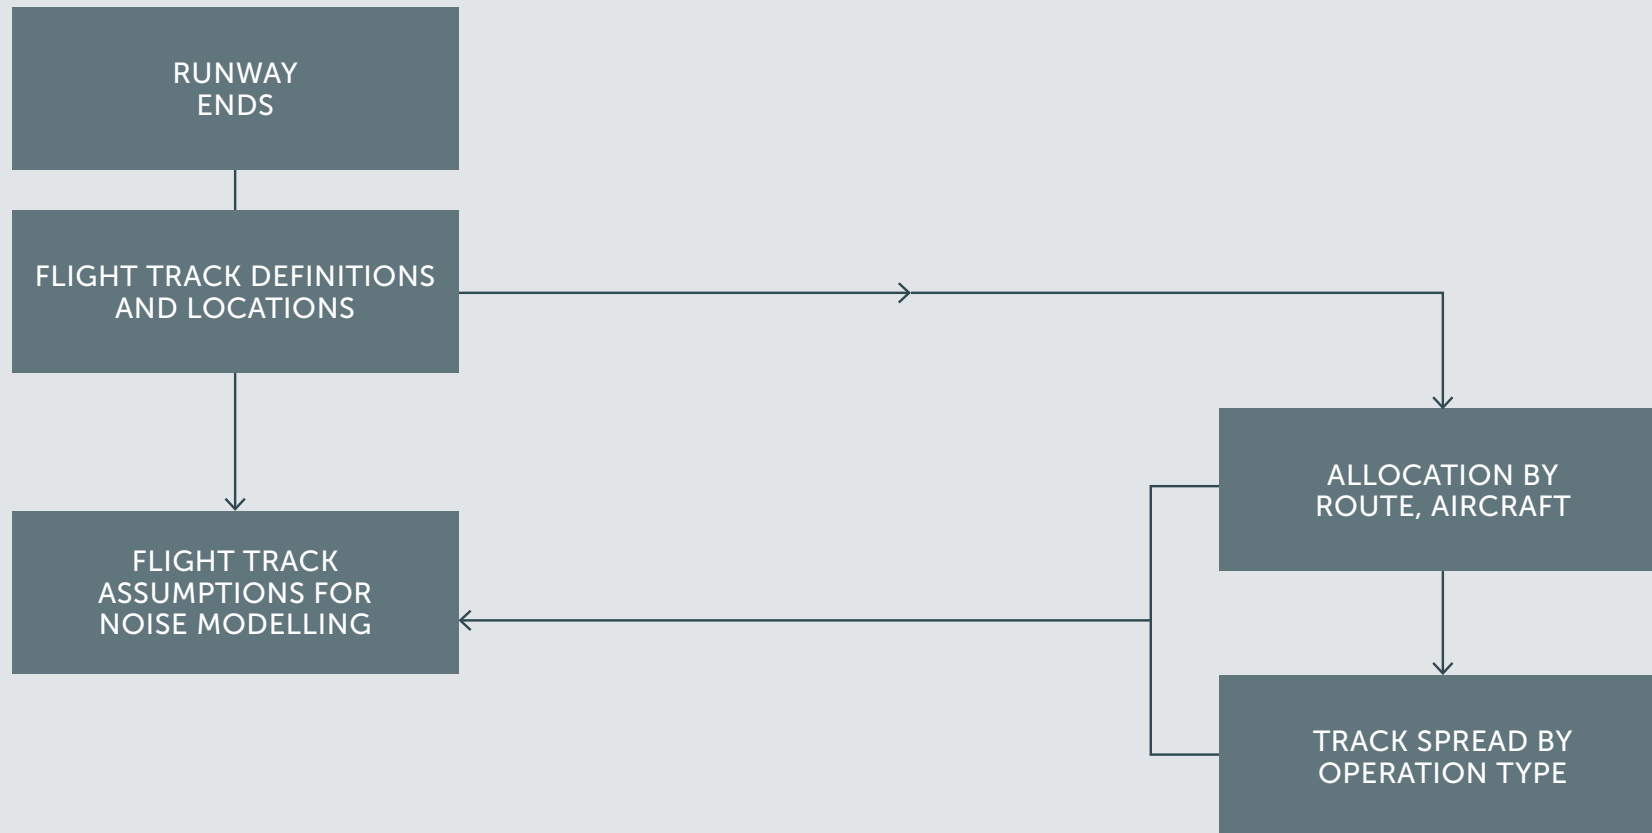 RUNWAY
ENDS
FLIGHT TRACK DEFINITIONS
AND LOCATIONS
FLIGHT TRACK
ASSUMPTIONS FOR
NOISE MODELLING
ALLOCATION BY
ROUTE, AIRCRAFT
TRACK SPREAD BY
OPERATION TYPE